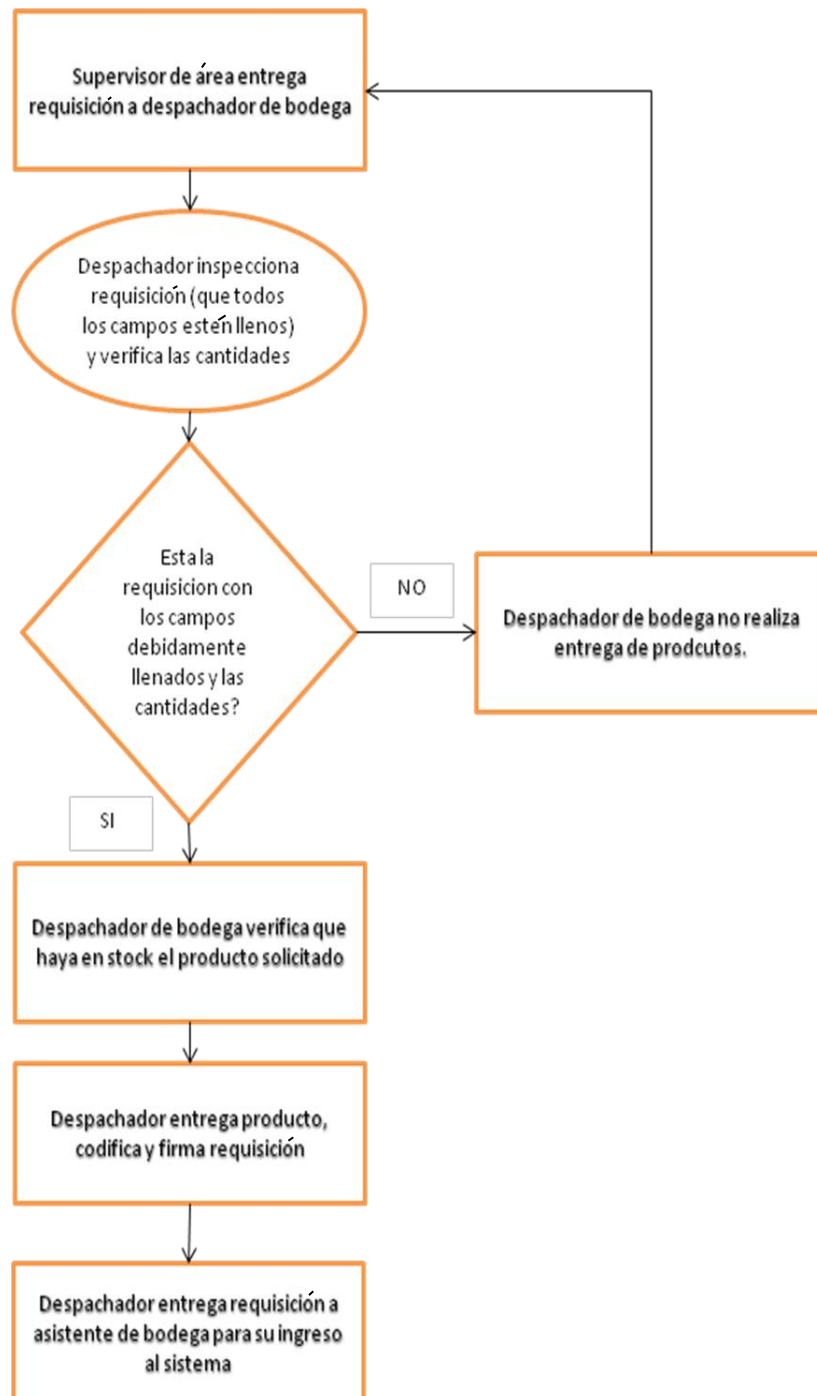 Supervisor de área entrega
requisición a despachador de bodega
Despachador inspecciona
requisición (que todos
los campos estén llenos)
y verifica las cantidades
Esta la
requisicion con
los campos
debidamente
llenados y las
cantidades?
NO
Despachador de bodega no realiza
entrega de prodcutos.
SI
Despachador de bodega verifica que
haya en stock el producto solicitado
Despachador entrega producto,
codifica y firma requisición
Despachador entrega requisición a
asistente de bodega para su ingreso
al sistema